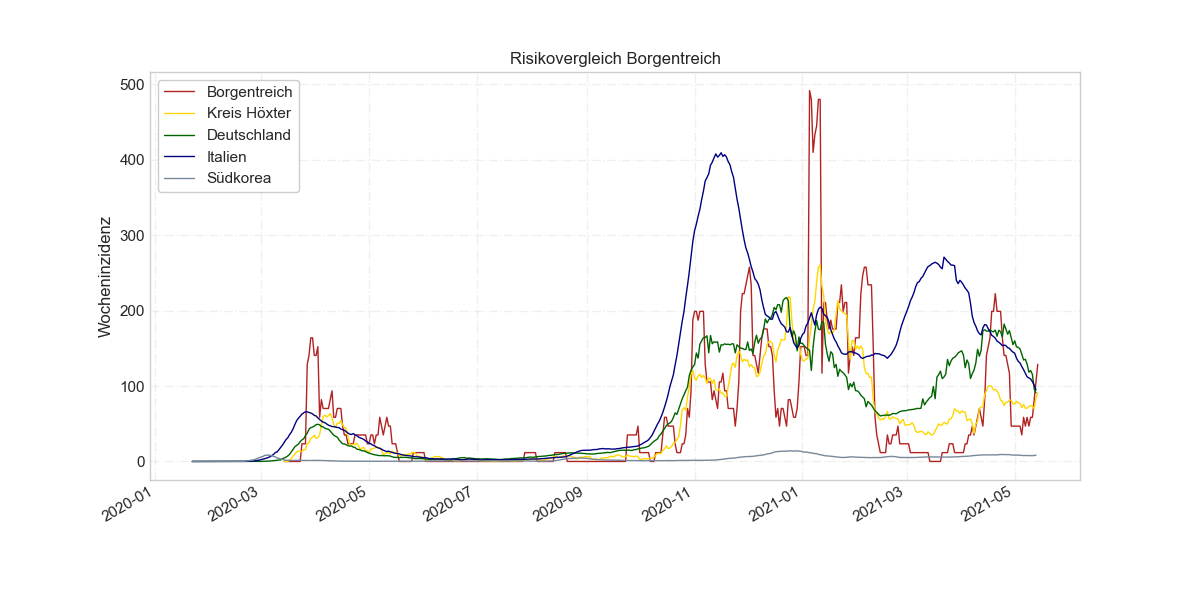 Risikovergleich Borgentreich
Wocheninzidenz
500
400
300
200
100
0
Borgentreich
Kreis Höxter
Deutschland
Italien
Südkorea
2020-01
2020-03
2020-05
2020-07
2020-09
2020-11
2021-01
2021-03
2021-05